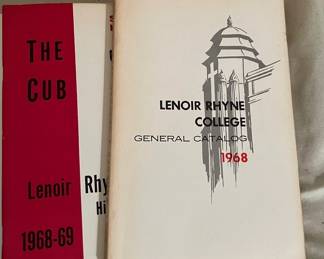 THE
CUB
Lenoir Rhy
Hi
1968-69
LENOIR RHYNE
COLLEGE
GENERAL CATALOG
1968